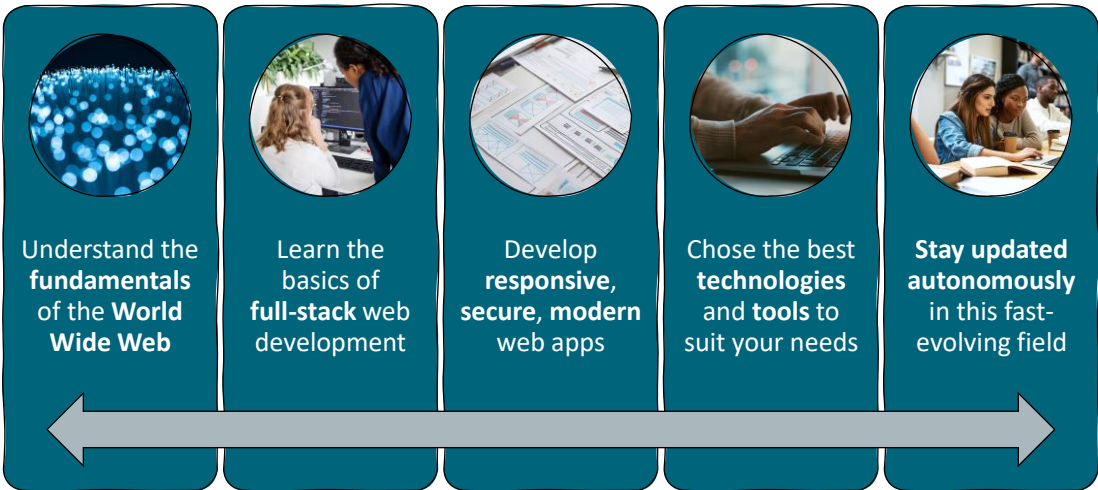 Understand the
fundamentals
of the World
Wide Web
Learn the
basics of
full-stack web
development
Develop
responsive,
secure, modern
web apps
Chose the best
technologies
and tools to
suit your needs
Stay updated
autonomously
in this fast-
evolving field